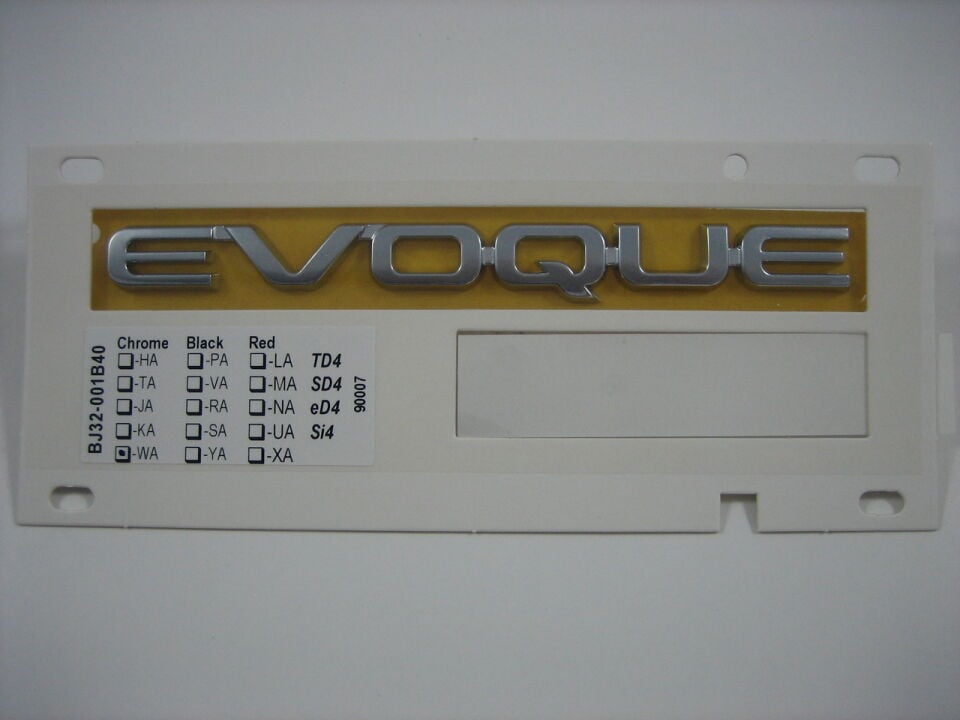 EVOQUE
BJ32-001B40
Chrome Black Red
-HA -PA -LA TD4
-TA -VA -MA SD4
-JA -RA -NA eD4
-KA -SA -UA Si4
-WA -YA -XA
90007